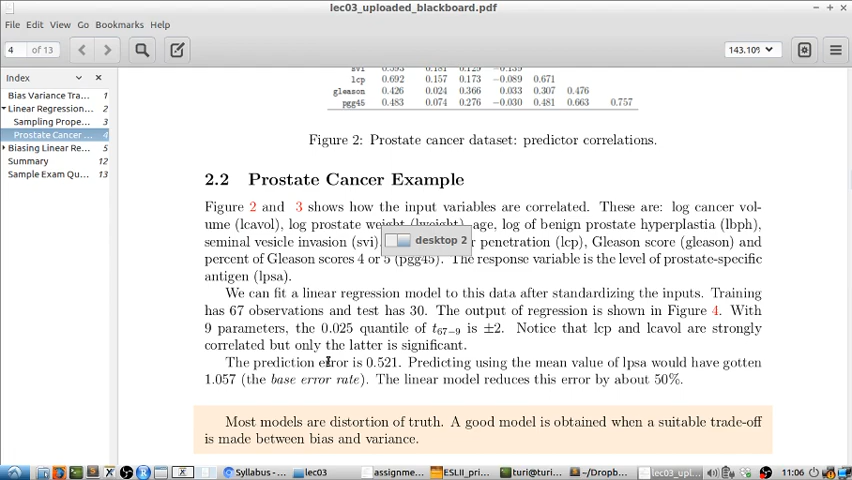 lec03_uploaded_blackboard.pdf
File Edit View Go Bookmarks Help
4 of 13
143.10%
Index
Bias Variance Tra... 1
Linear Regression... 2
Sampling Prope... 3
Prostate Cancer ... 4
Biasing Linear Re... 5
Summary 12
Sample Exam Qu... 13
lcp 0.692 0.157 0.173 −0.089 0.671
gleason 0.426 0.024 0.366 0.033 0.307 0.476
pgg45 0.483 0.074 0.276 −0.030 0.481 0.663 0.757
Figure 2: Prostate cancer dataset: predictor correlations.
2.2 Prostate Cancer Example
Figure 2 and 3 shows how the input variables are correlated. These are: log cancer vol-
ume (lcavol), log prostate weight (lweight), age, log of benign prostate hyperplastia (lbph),
seminal vesicle invasion (svi), r penetration (lcp), Gleason score (gleason) and
desktop 2
percent of Gleason scores 4 or 5 (pgg45). The response variable is the level of prostate-specific
antigen (lpsa).
We can fit a linear regression model to this data after standardizing the inputs. Training
has 67 observations and test has 30. The output of regression is shown in Figure 4. With
9 parameters, the 0.025 quantile of t67−9 is ±2. Notice that lcp and lcavol are strongly
correlated but only the latter is significant.
The prediction error is 0.521. Predicting using the mean value of lpsa would have gotten
1.057 (the base error rate). The linear model reduces this error by about 50%.
Most models are distortion of truth. A good model is obtained when a suitable trade-off
is made between bias and variance.
Syllabus -... lec03 assignme... ESLII_pri... turi@turi... ~/Dropb... lec03_upl... 11:06